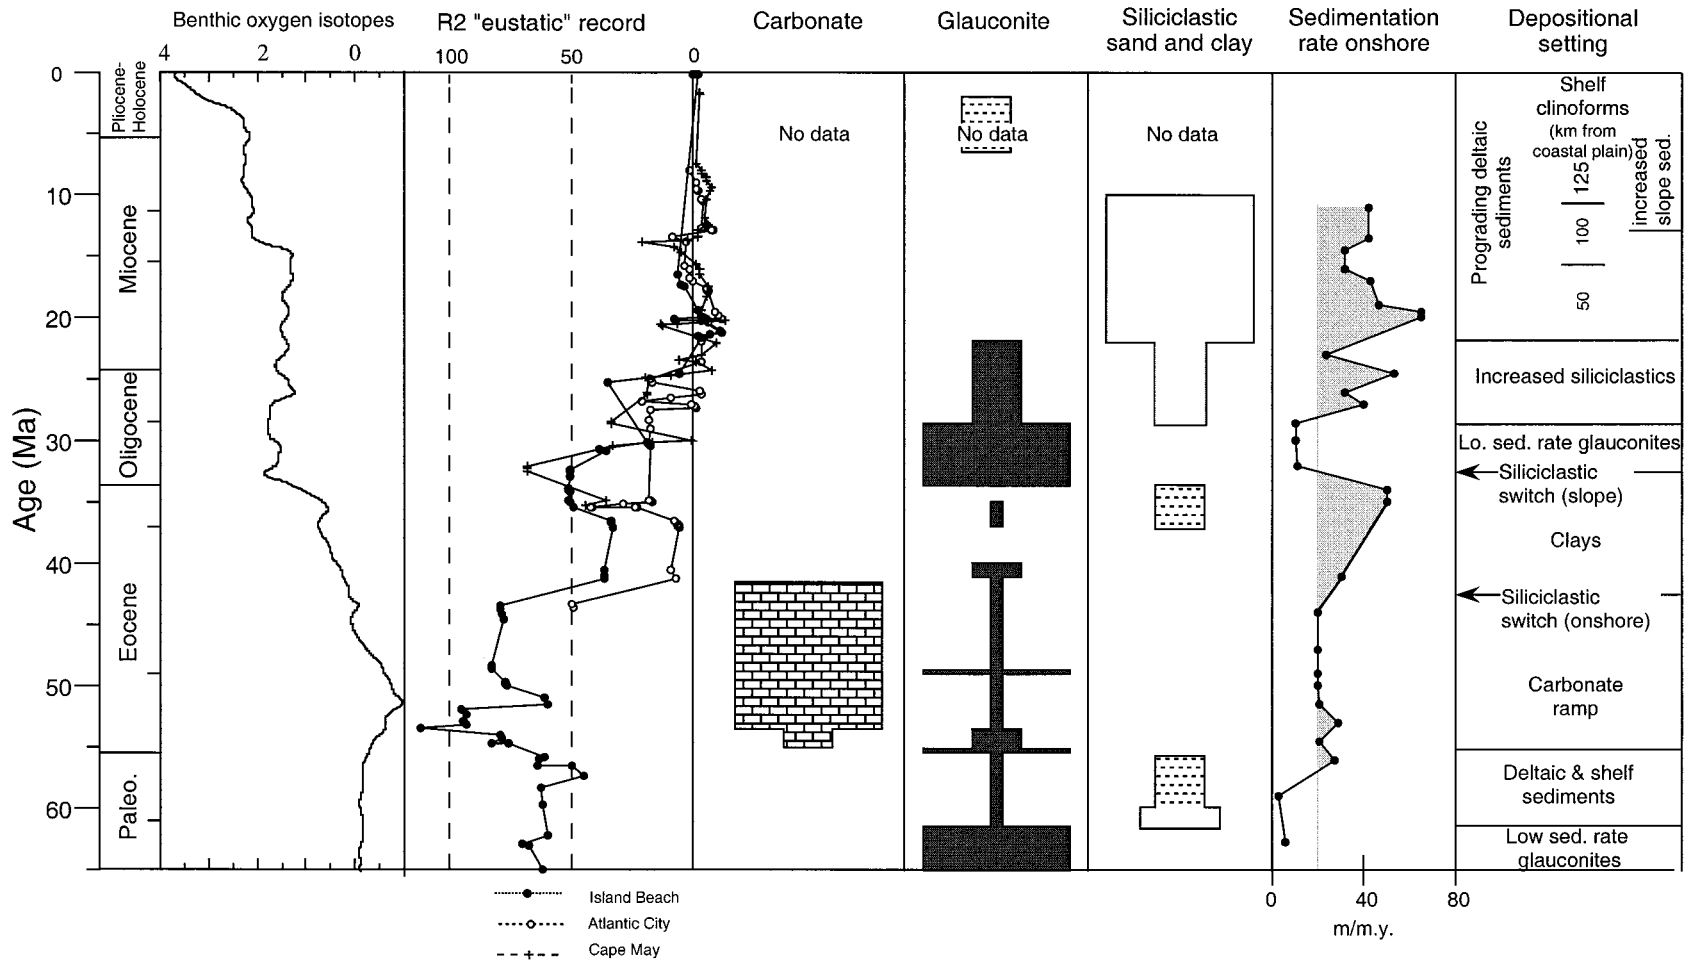 Benthic oxygen isotopes
R2 "eustatic" record
Carbonate
Glauconite
Siliciclastic
sand and clay
Sedimentation
rate onshore
Depositional
setting
4 2 0
100 50 0
Age (Ma)
0
10
20
30
40
50
60
Pliocene-
Holocene
Miocene
Oligocene
Eocene
Paleo.
No data
No data
No data
Prograding deltaic
sediments
Shelf
clinoforms
(km from
coastal plain)
125
100
50
increased
slope sed.
Increased siliciclastics
Lo. sed. rate glauconites
Siliciclastic
switch (slope)
Clays
Siliciclastic
switch (onshore)
Carbonate
ramp
Deltaic & shelf
sediments
Low sed. rate
glauconites
0 40 80
m/m.y.
Island Beach
Atlantic City
Cape May